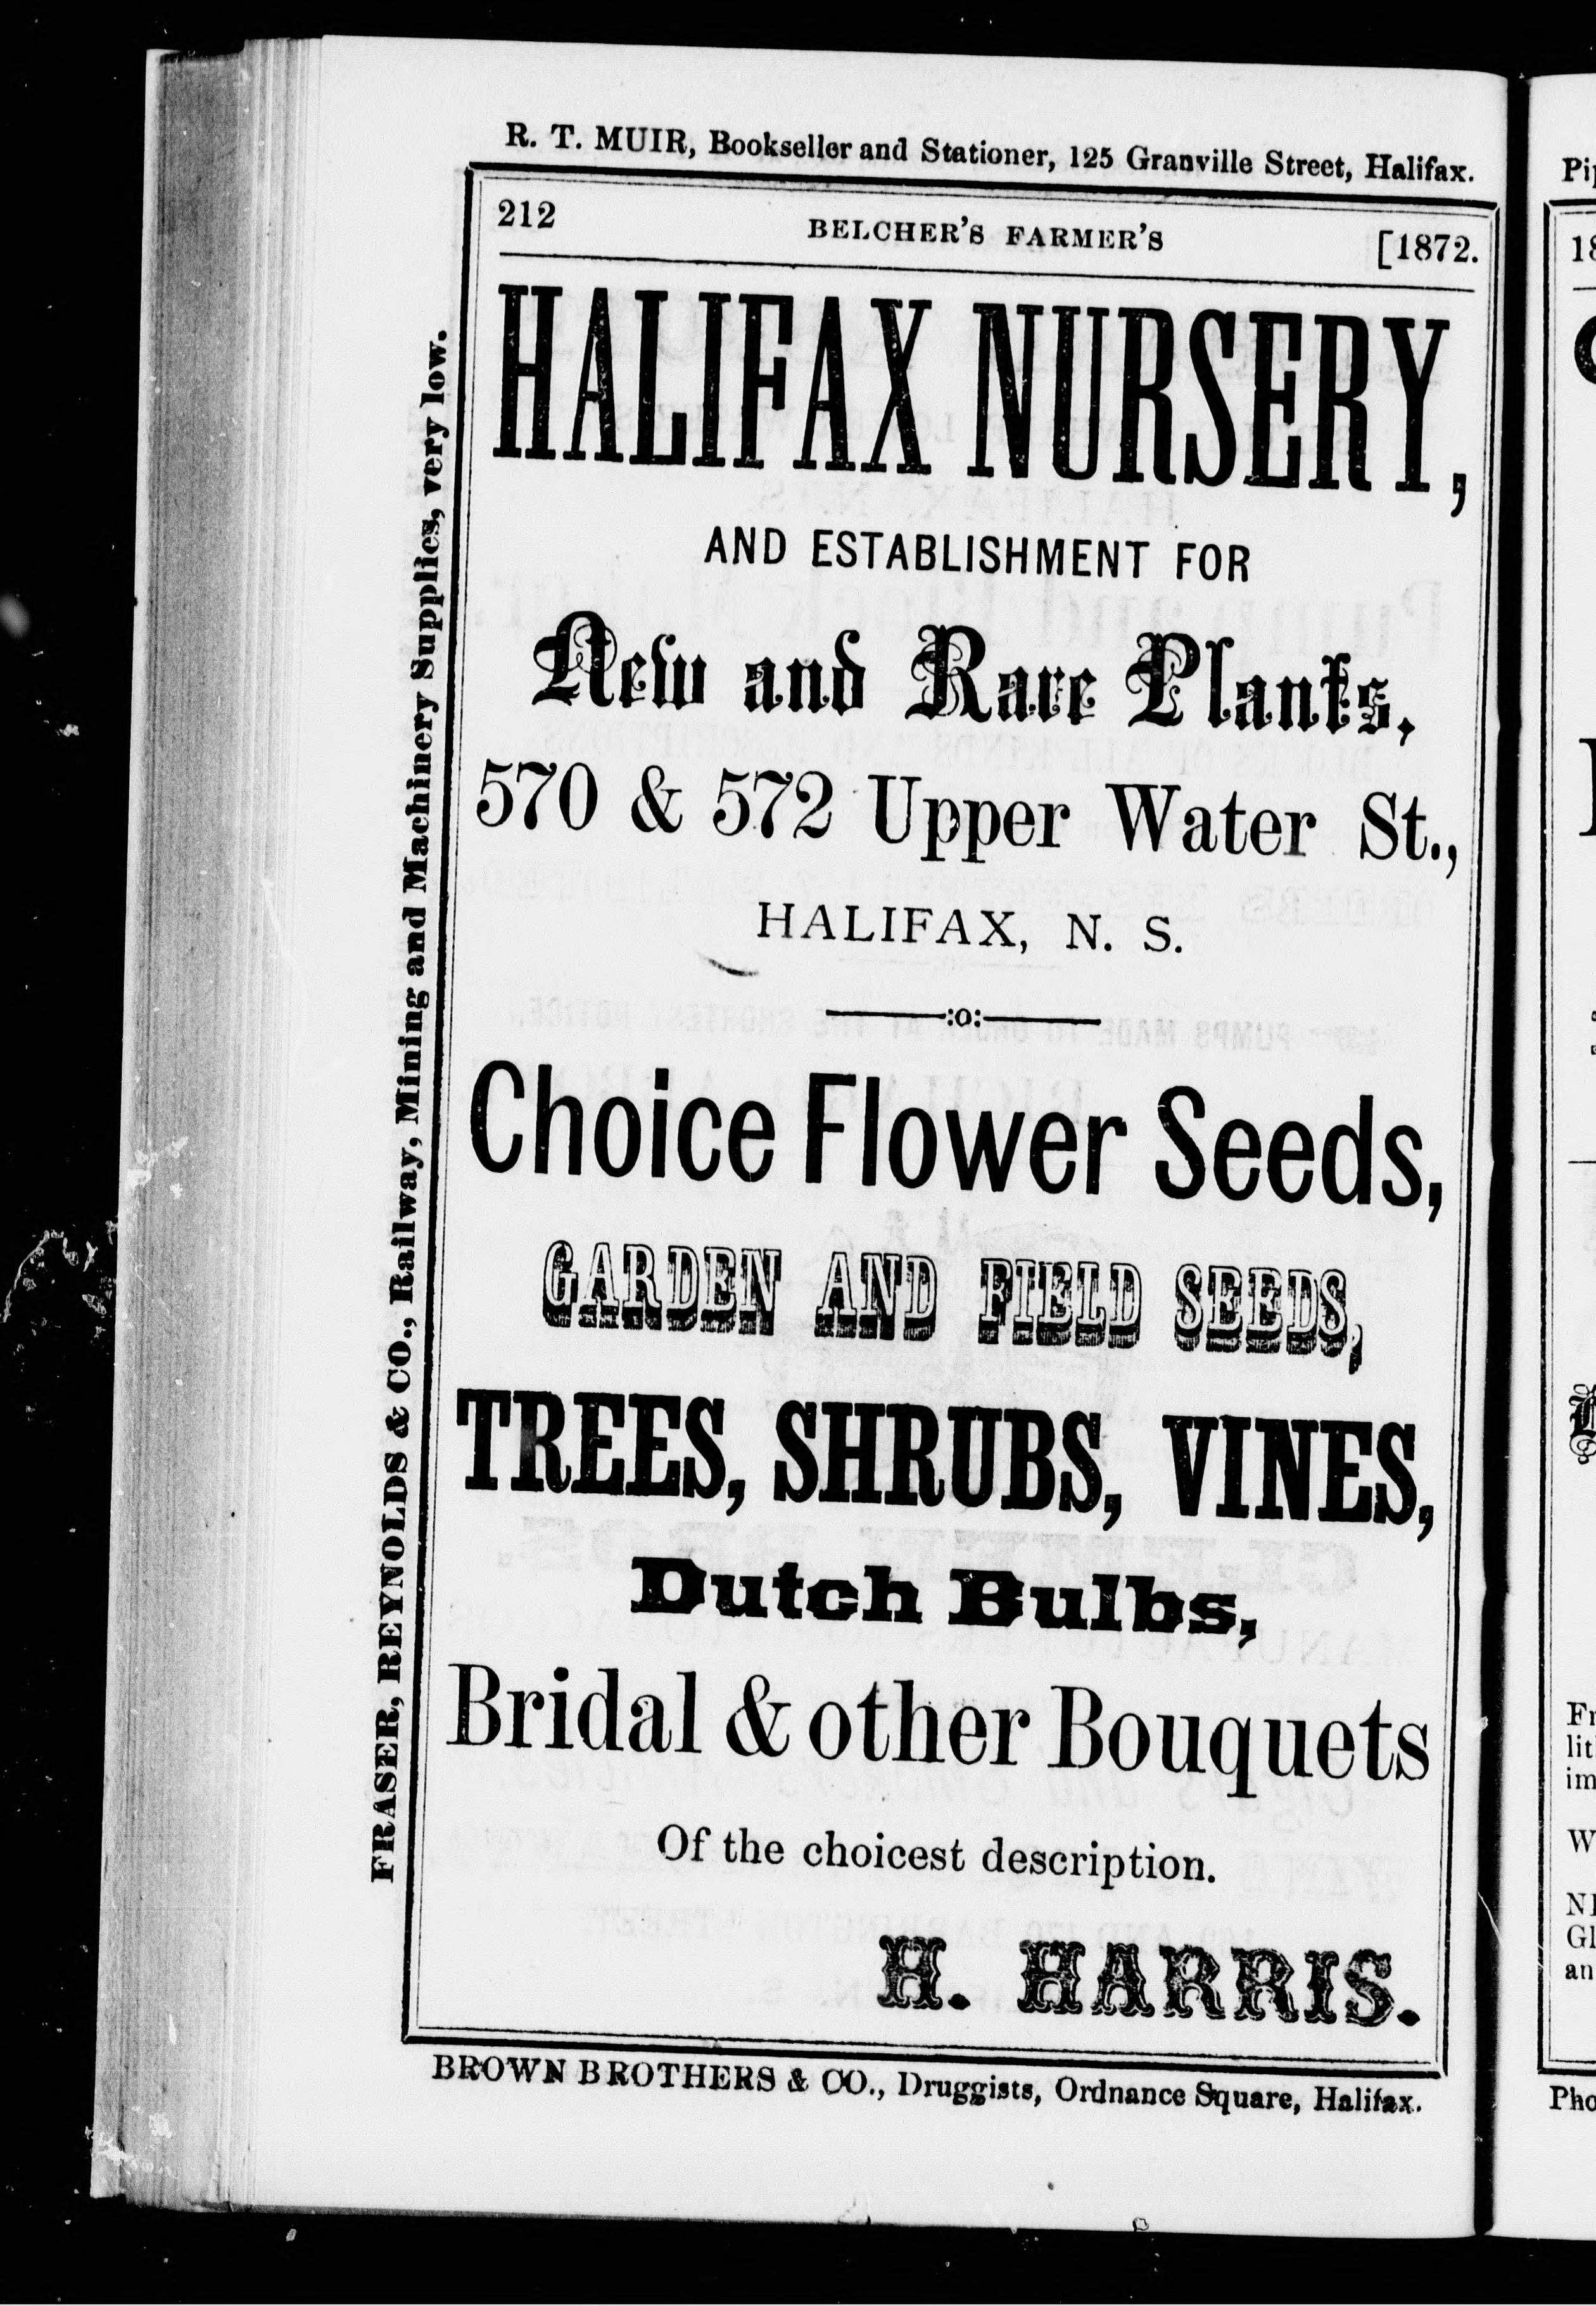 R. T. MUIR, Bookseller and Stationer, 125 Granville Street, Halifax.
212 BELCHER'S FARMER'S [1872.
HALIFAX NURSERY,
AND ESTABLISHMENT FOR
New and Rare Plants,
570 & 572 Upper Water St.,
HALIFAX, N. S.
:o:
Choice Flower Seeds,
GARDEN AND FIELD SEEDS,
TREES, SHRUBS, VINES,
Dutch Bulbs,
Bridal & other Bouquets
Of the choicest description.
H. HARRIS.
BROWN BROTHERS & CO., Druggists, Ordnance Square, Halifax.
FRASER, REYNOLDS & CO., Railway, Mining and Machinery Supplies, very low.